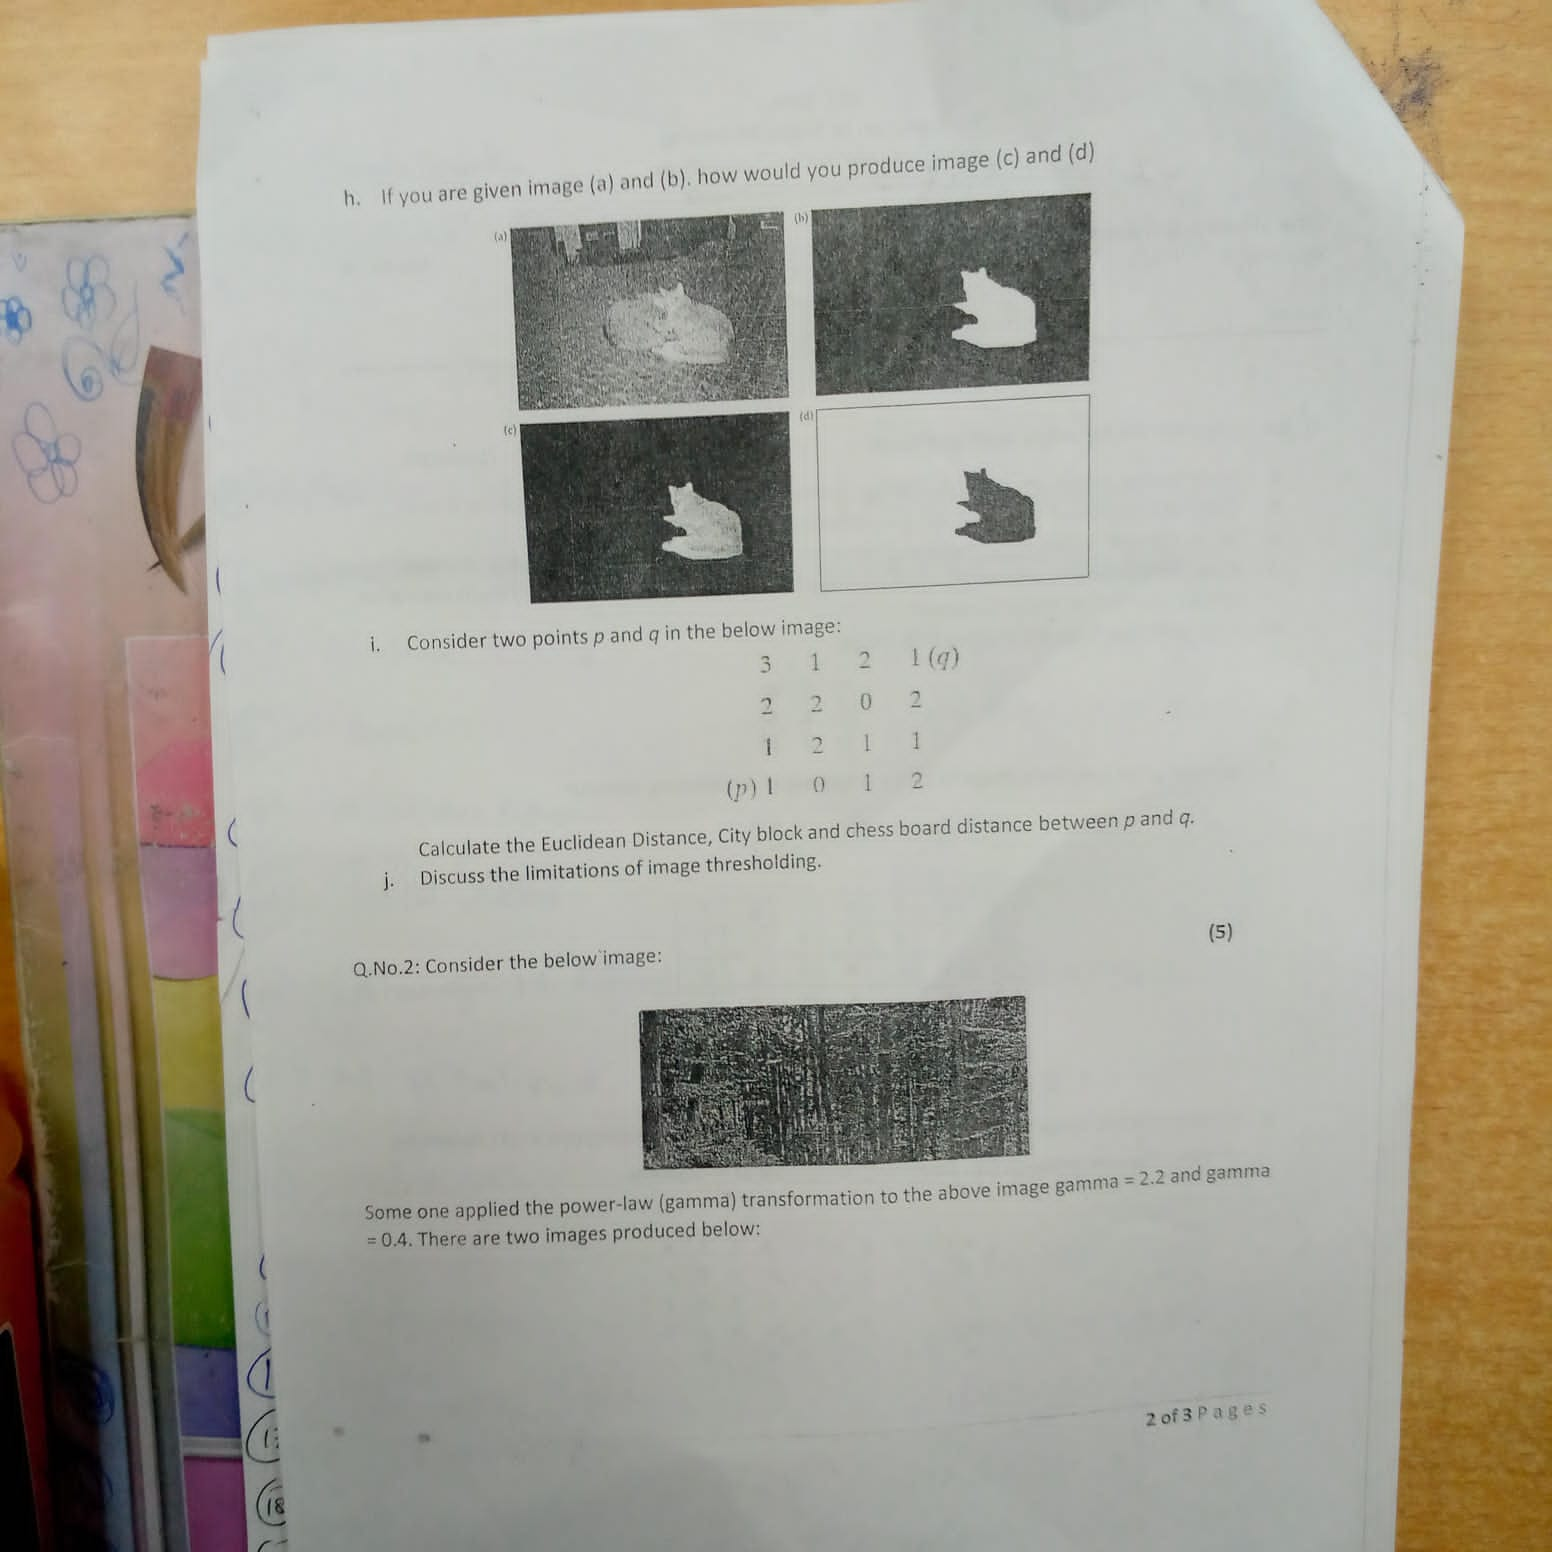 h. If you are given image (a) and (b). how would you produce image (c) and (d)
(a) (b)
(c) (d)
i. Consider two points p and q in the below image:
3 1 2 1 (q)
2 2 0 2
1 2 1 1
(p) 1 0 1 2
Calculate the Euclidean Distance, City block and chess board distance between p and q.
j. Discuss the limitations of image thresholding.
(5)
Q.No.2: Consider the below image:
Some one applied the power-law (gamma) transformation to the above image gamma = 2.2 and gamma
= 0.4. There are two images produced below:
2 of 3 Pages
18